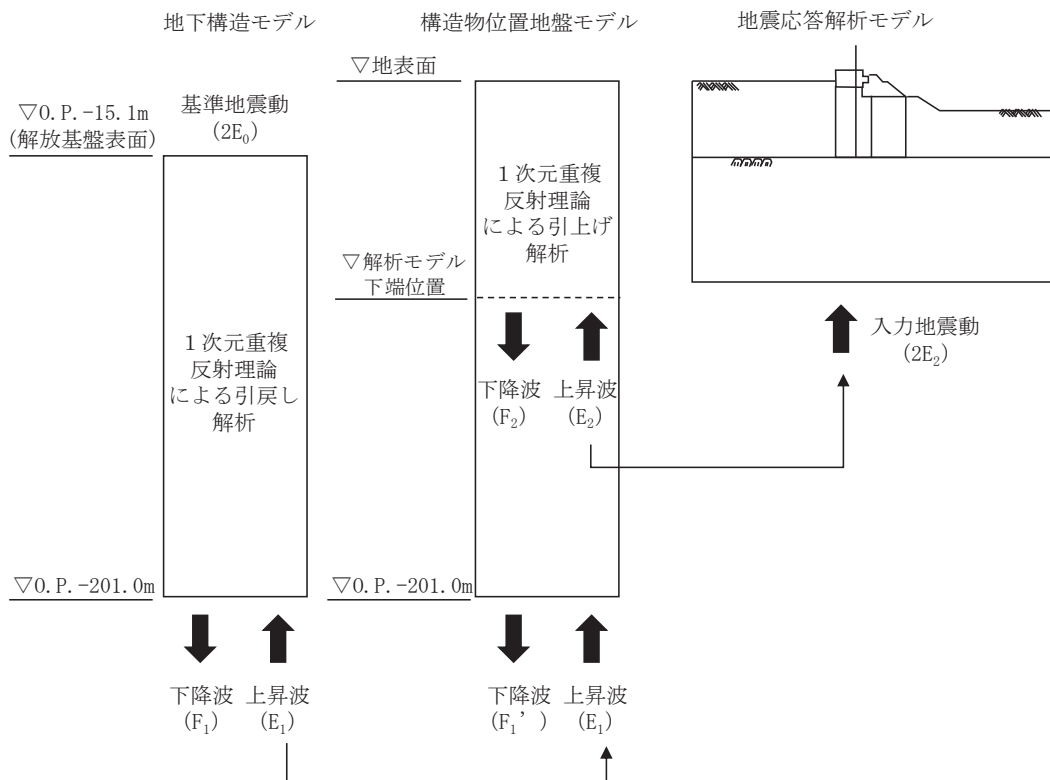 地下構造モデル
▽O.P.-15.1m
(解放基盤表面)
基準地震動
(2E₀)
1次元重複
反射理論
による引戻し
解析
▽O.P.-201.0m
下降波
(F₁)
上昇波
(E₁)
構造物位置地盤モデル
▽地表面
1次元重複
反射理論
による引上げ
解析
▽解析モデル
下端位置
下降波
(F₂)
上昇波
(E₂)
▽O.P.-201.0m
下降波
(F₁’)
上昇波
(E₁)
地震応答解析モデル
入力地震動
(2E₂)